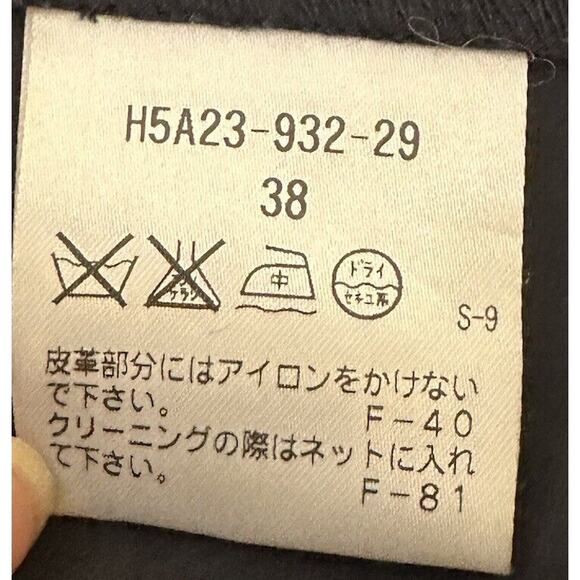 H5A23-932-29
38
中
ドライ
セキユ系
S-9
皮革部分にはアイロンをかけない
で下さい。 F-40
クリーニングの際はネットに入れ
て下さい。 F-81